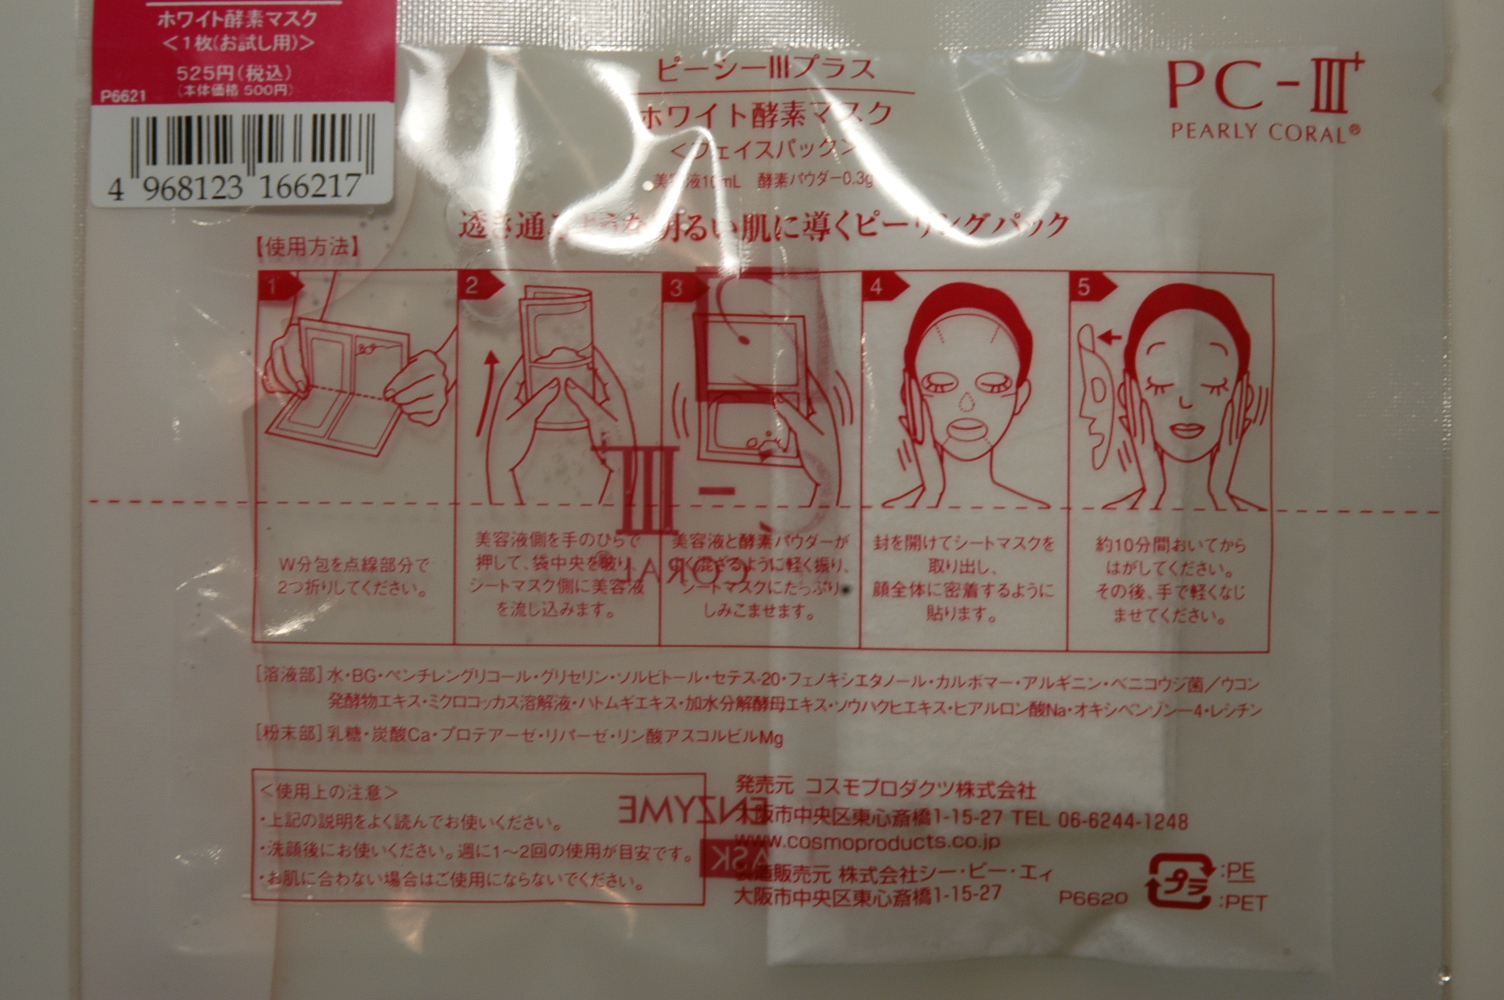 ホワイト酵素マスク
<1枚(お試し用)>
525円(税込)
(本体価格 500円)
P6621
4 968123 166217
ピーシーⅢプラス
ホワイト酵素マスク
<フェイスパック>
美容液10mL 酵素パウダー0.3g
PC-Ⅲ+
PEARLY CORAL®
透き通るような明るい肌に導くピーリングパック
【使用方法】
1
2
3
4
5
W分包を点線部分で
2つ折りしてください。
美容液側を手のひらで
押して、袋中央を破り、
シートマスク側に美容液
を流し込みます。
美容液と酵素パウダーが
よく混ざるように軽く振り、
シートマスクにたっぷり
しみこませます。
封を開けてシートマスクを
取り出し、
顔全体に密着するように
貼ります。
約10分間おいてから
はがしてください。
その後、手で軽くなじ
ませてください。
[溶液部]水・BG・ペンチレングリコール・グリセリン・ソルビトール・セテス-20・フェノキシエタノール・カルボマー・アルギニン・ベニコウジ菌/ウコン
発酵物エキス・ミクロコッカス溶解液・ハトムギエキス・加水分解酵母エキス・ソウハクヒエキス・ヒアルロン酸Na・オキシベンゾン-4・レシチン
[粉末部]乳糖・炭酸Ca・プロテアーゼ・リパーゼ・リン酸アスコルビルMg
<使用上の注意>
・上記の説明をよく読んでお使いください。
・洗顔後にお使いください。週に1〜2回の使用が目安です。
・お肌に合わない場合はご使用にならないでください。
発売元 コスモプロダクツ株式会社
大阪市中央区東心斎橋1-15-27 TEL 06-6244-1248
www.cosmoproducts.co.jp
製造販売元 株式会社シー・ビー・エィ
大阪市中央区東心斎橋1-15-27
P6620
プラ
:PE
:PET
Ⅲ -
CORAL
ENZYME
ASK